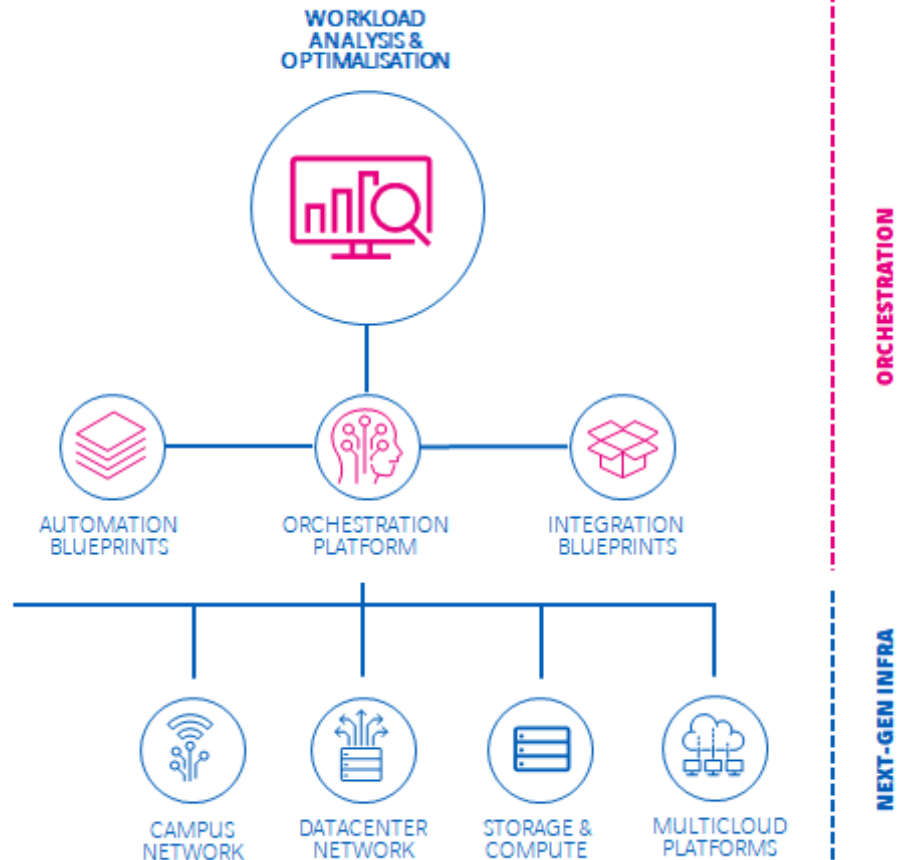 WORKLOAD
ANALYSIS &
OPTIMALISATION
ORCHESTRATION
AUTOMATION
BLUEPRINTS
ORCHESTRATION
PLATFORM
INTEGRATION
BLUEPRINTS
NEXT-GEN INFRA
CAMPUS
NETWORK
DATACENTER
NETWORK
STORAGE &
COMPUTE
MULTICLOUD
PLATFORMS